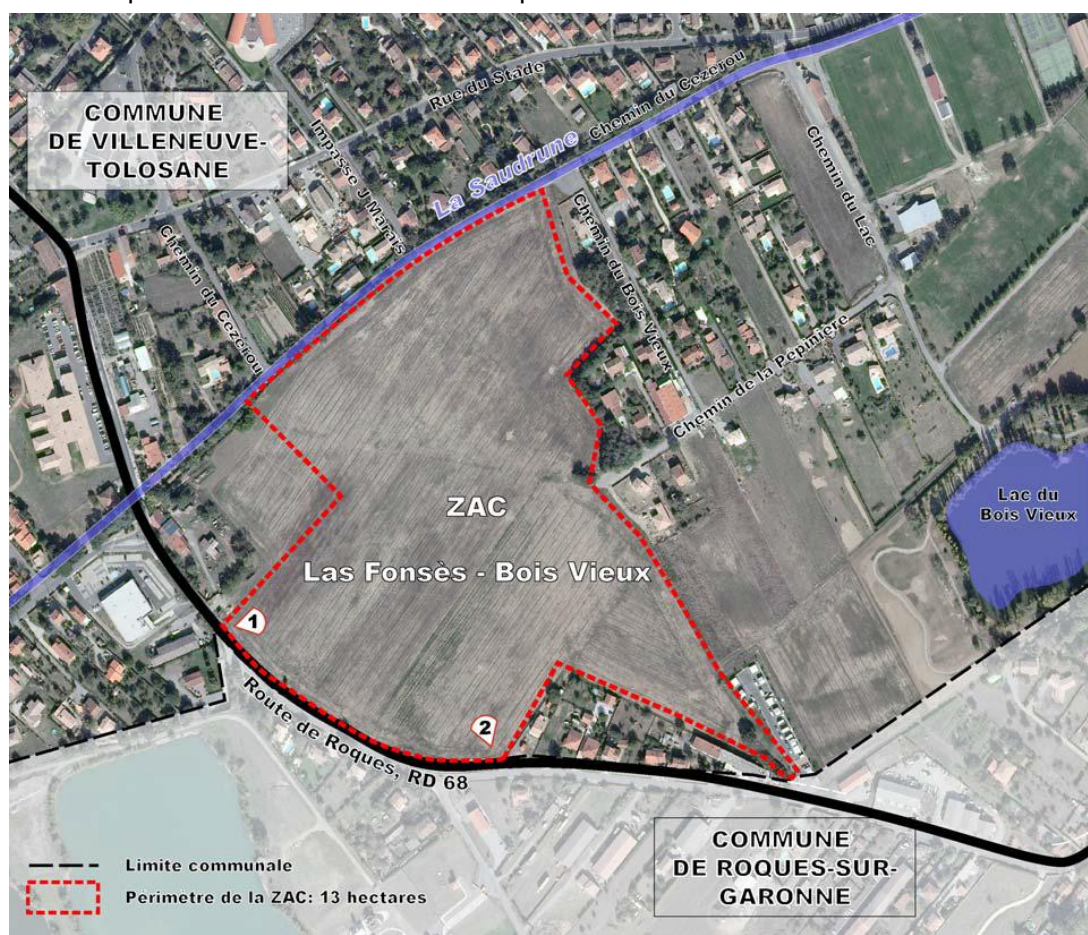 COMMUNE
DE VILLENEUVE-
TOLOSANE
Rue du Stade
Chemin du Cezerou
Impasse J Marais
La Saudrune
Chemin du Lac
Chemin du Cezerou
Chemin du Bois Vieux
Chemin de la Pépinière
Lac du
Bois Vieux
ZAC
Las Fonsès - Bois Vieux
1
2
Route de Roques, RD 68
COMMUNE
DE ROQUES-SUR-
GARONNE
Limite communale
Périmètre de la ZAC: 13 hectares